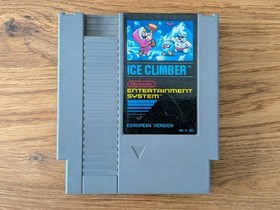 ICE CLIMBER
Nintendo
ENTERTAINMENT
SYSTEM
EUROPEAN VERSION